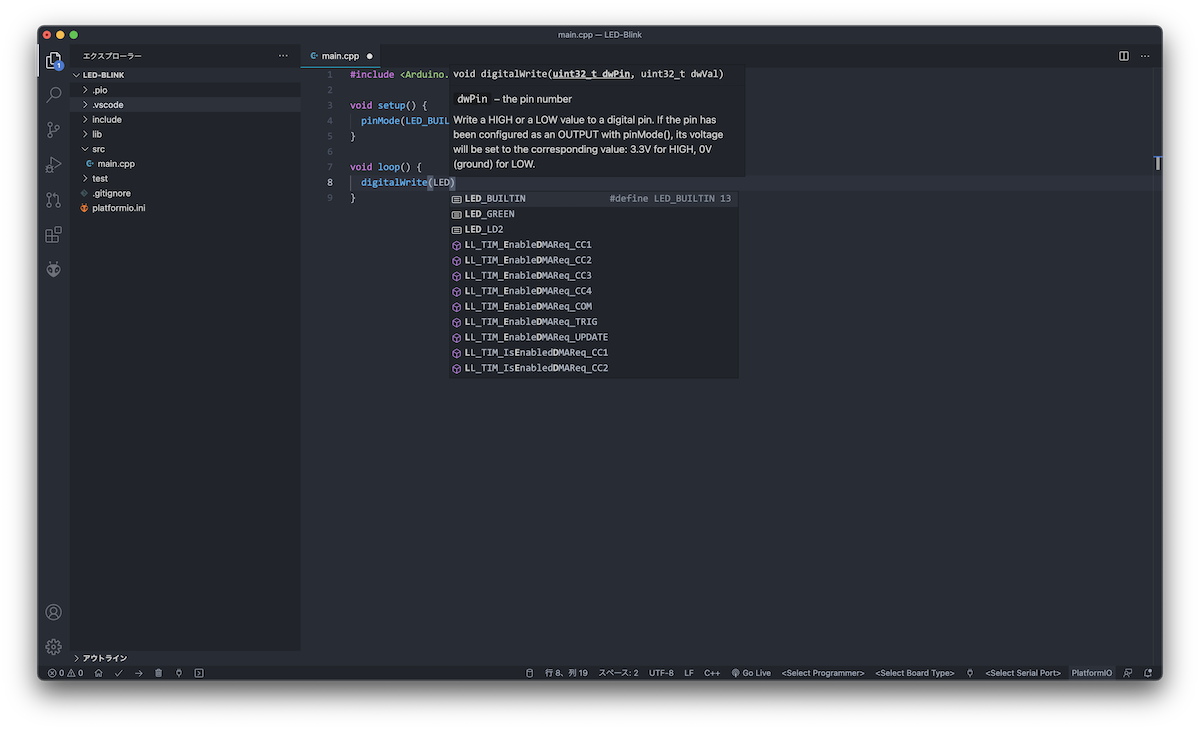 main.cpp — LED-Blink
エクスプローラー
LED-BLINK
.pio
.vscode
include
lib
src
main.cpp
test
.gitignore
platformio.ini
アウトライン
main.cpp
1 #include <Arduino.
2
3 void setup() {
4 pinMode(LED_BUIL
5 }
6
7 void loop() {
8 digitalWrite(LED)
9 }
void digitalWrite(uint32_t dwPin, uint32_t dwVal)
dwPin – the pin number
Write a HIGH or a LOW value to a digital pin. If the pin has
been configured as an OUTPUT with pinMode(), its voltage
will be set to the corresponding value: 3.3V for HIGH, 0V
(ground) for LOW.
LED_BUILTIN #define LED_BUILTIN 13
LED_GREEN
LED_LD2
LL_TIM_EnableDMAReq_CC1
LL_TIM_EnableDMAReq_CC2
LL_TIM_EnableDMAReq_CC3
LL_TIM_EnableDMAReq_CC4
LL_TIM_EnableDMAReq_COM
LL_TIM_EnableDMAReq_TRIG
LL_TIM_EnableDMAReq_UPDATE
LL_TIM_IsEnabledDMAReq_CC1
LL_TIM_IsEnabledDMAReq_CC2
1
0 0 行 8、列 19 スペース: 2 UTF-8 LF C++ Go Live <Select Programmer> <Select Board Type> <Select Serial Port> PlatformIO